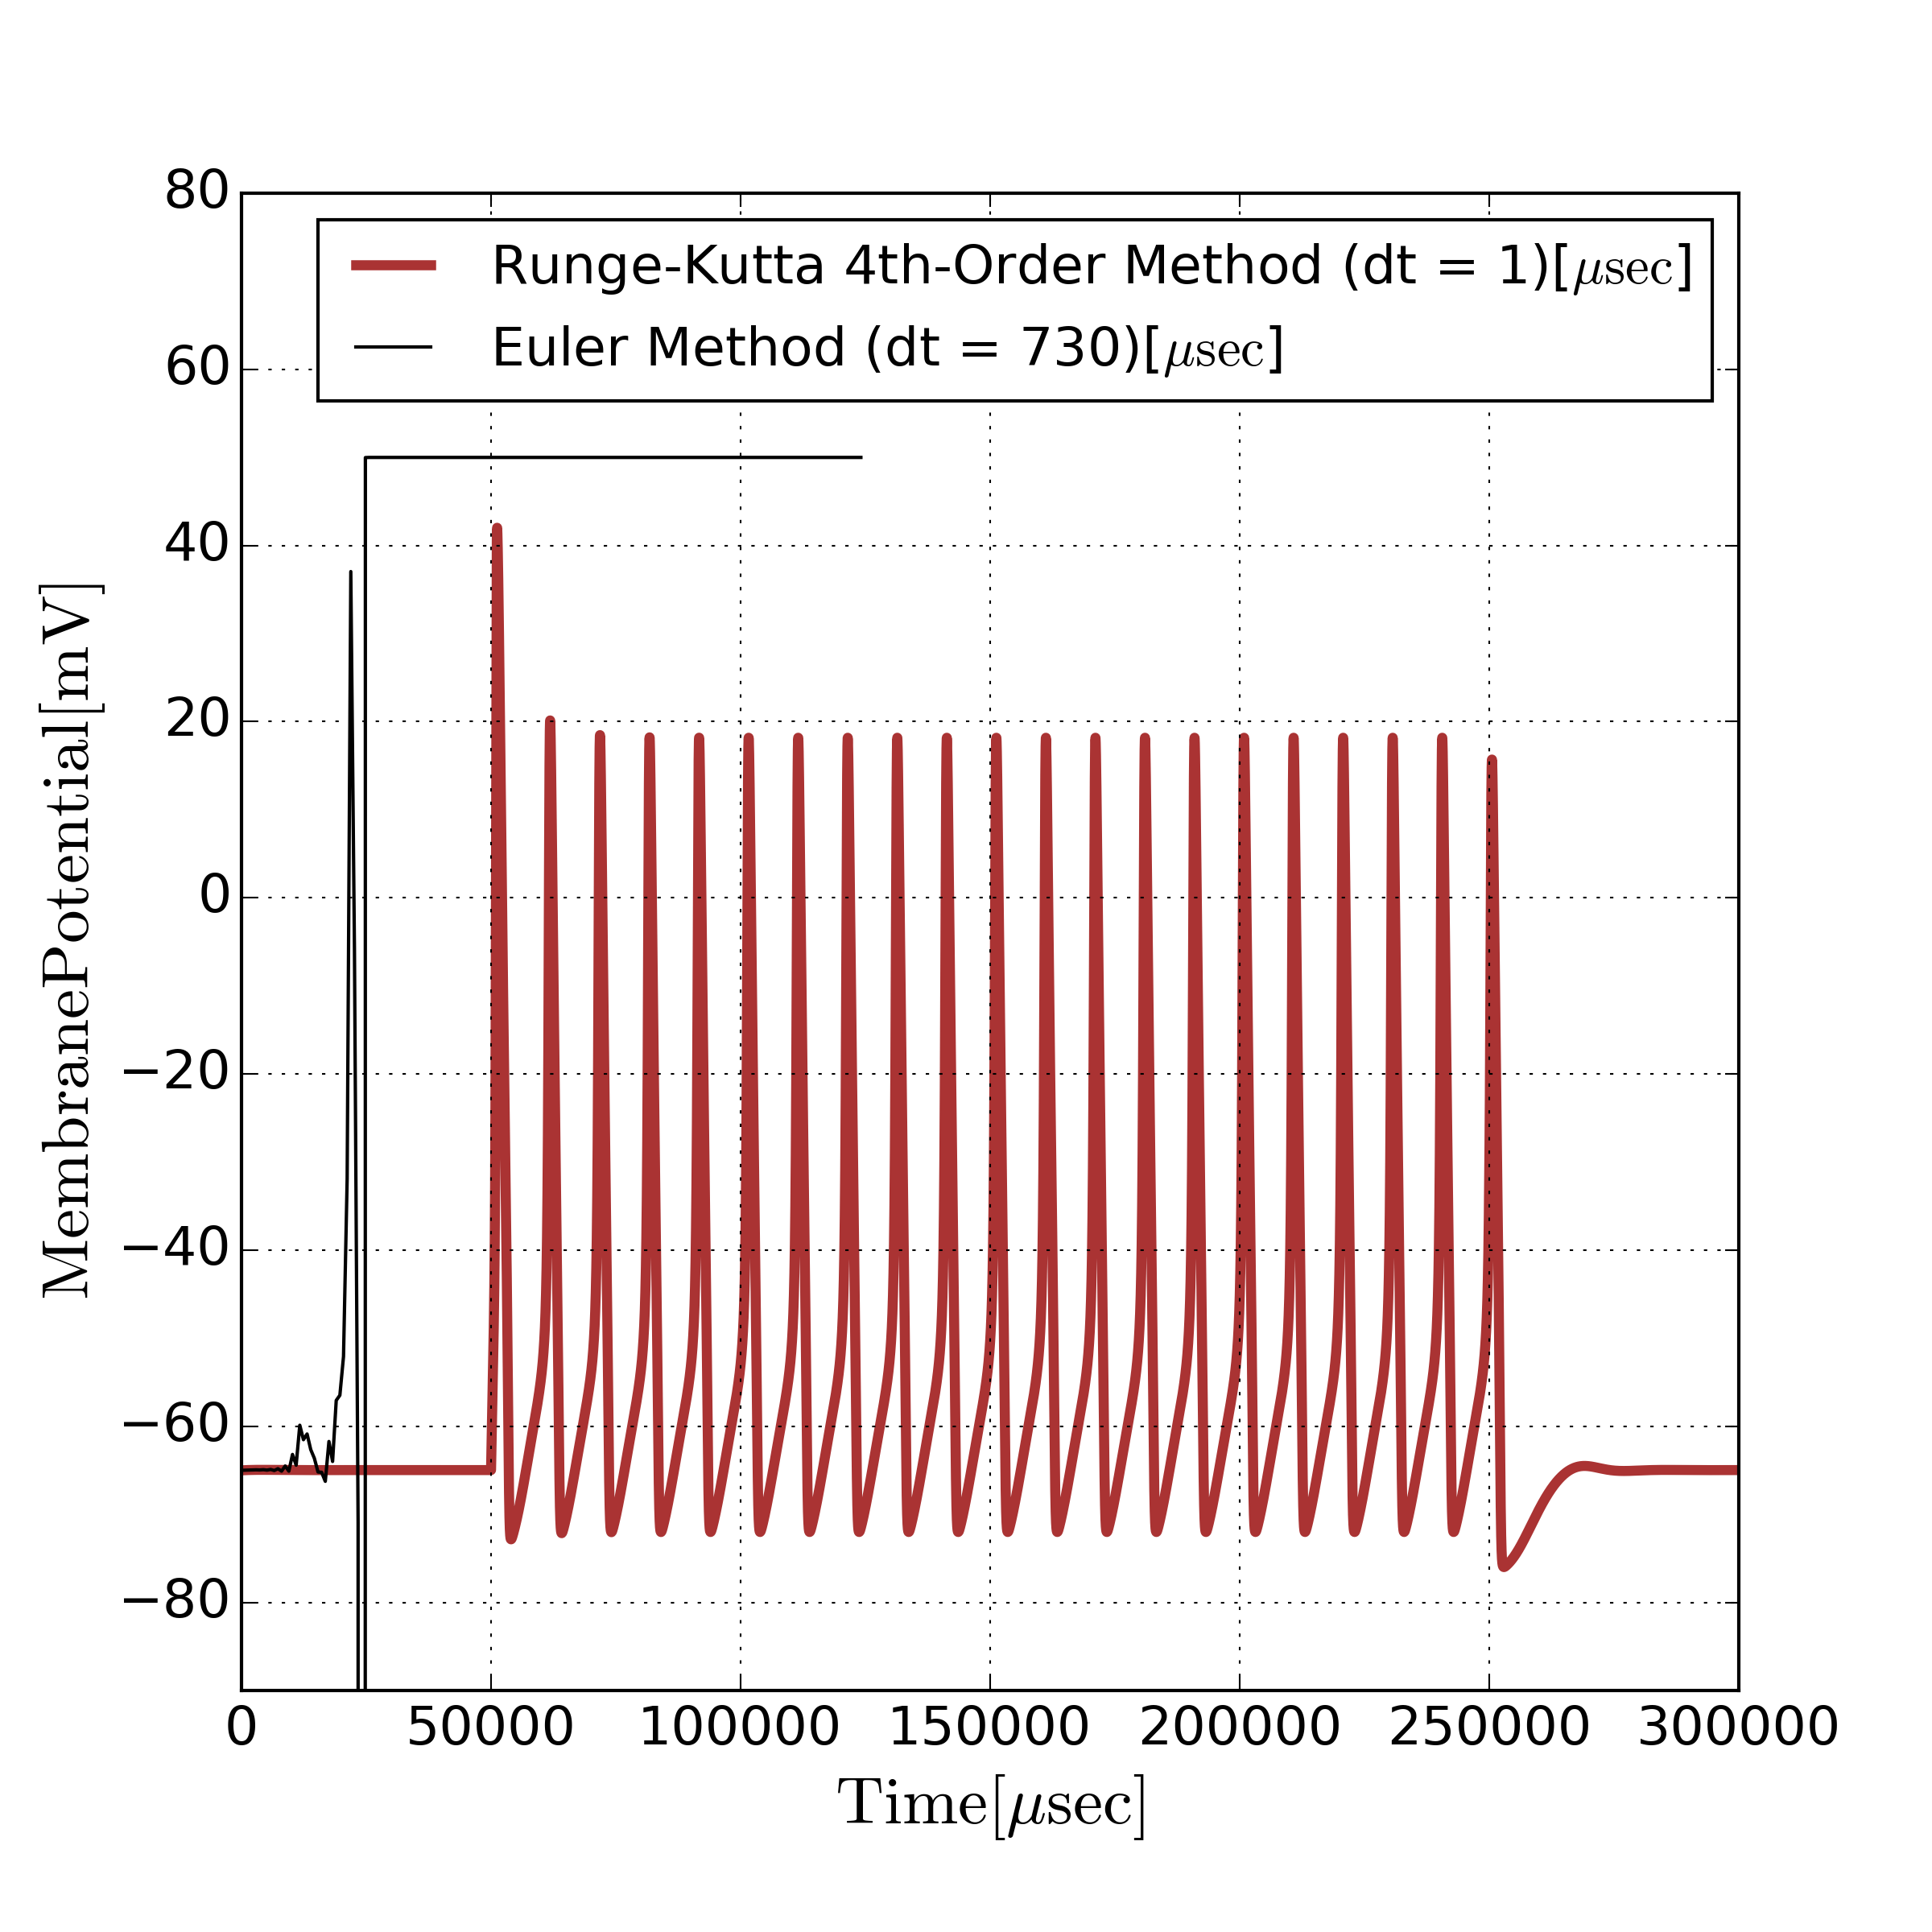 80
Runge-Kutta 4th-Order Method (dt = 1)[μsec]
Euler Method (dt = 730)[μsec]
60
40
20
0
−20
−40
−60
−80
MembranePotential[mV]
0 50000 100000 150000 200000 250000 300000
Time[μsec]